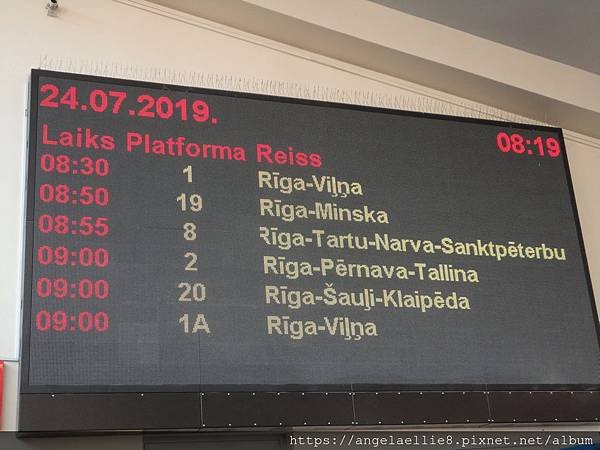 24.07.2019. 08:19
Laiks Platforma Reiss
08:30 1 Rīga-Viļņa
08:50 19 Rīga-Minska
08:55 8 Rīga-Tartu-Narva-Sanktpēterbu
09:00 2 Rīga-Pērnava-Tallina
09:00 20 Rīga-Šauļi-Klaipēda
09:00 1A Rīga-Viļņa
https://angelaellie8.pixnet.net/album